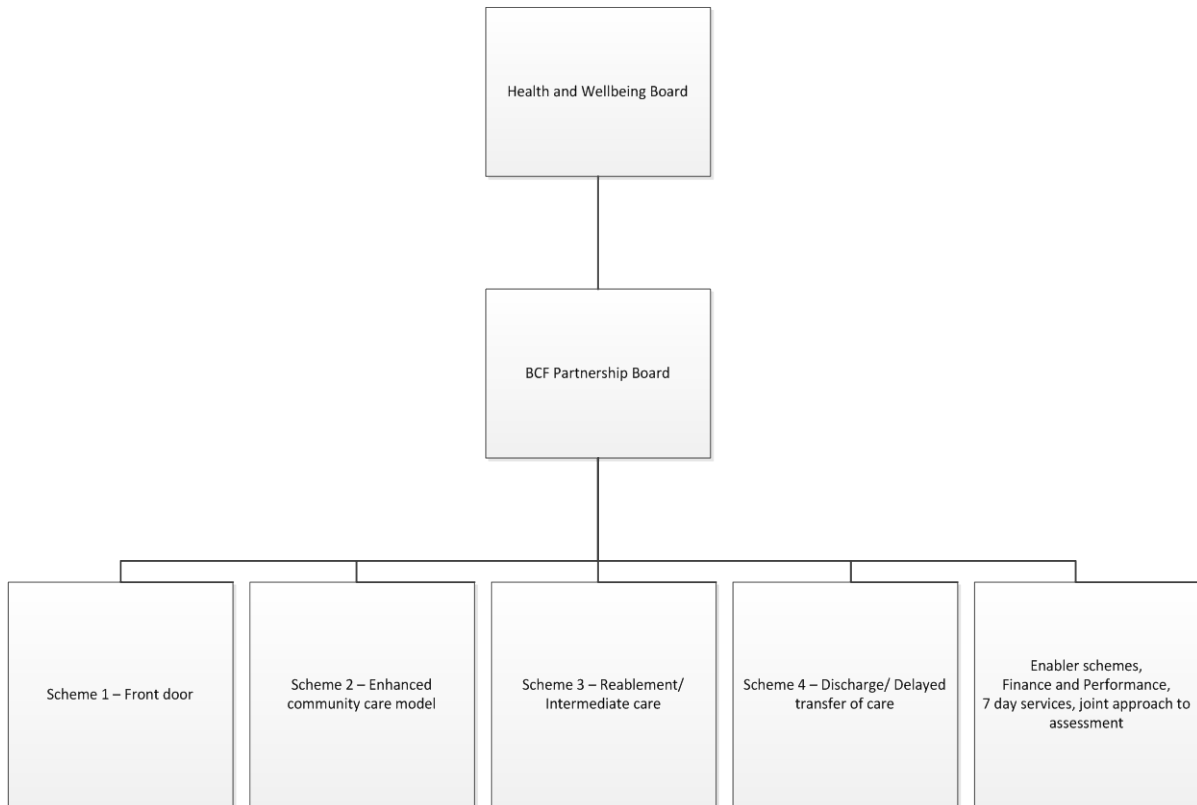 Health and Wellbeing Board
BCF Partnership Board
Scheme 1 – Front door
Scheme 2 – Enhanced
community care model
Scheme 3 – Reablement/
Intermediate care
Scheme 4 – Discharge/ Delayed
transfer of care
Enabler schemes,
Finance and Performance,
7 day services, joint approach to
assessment